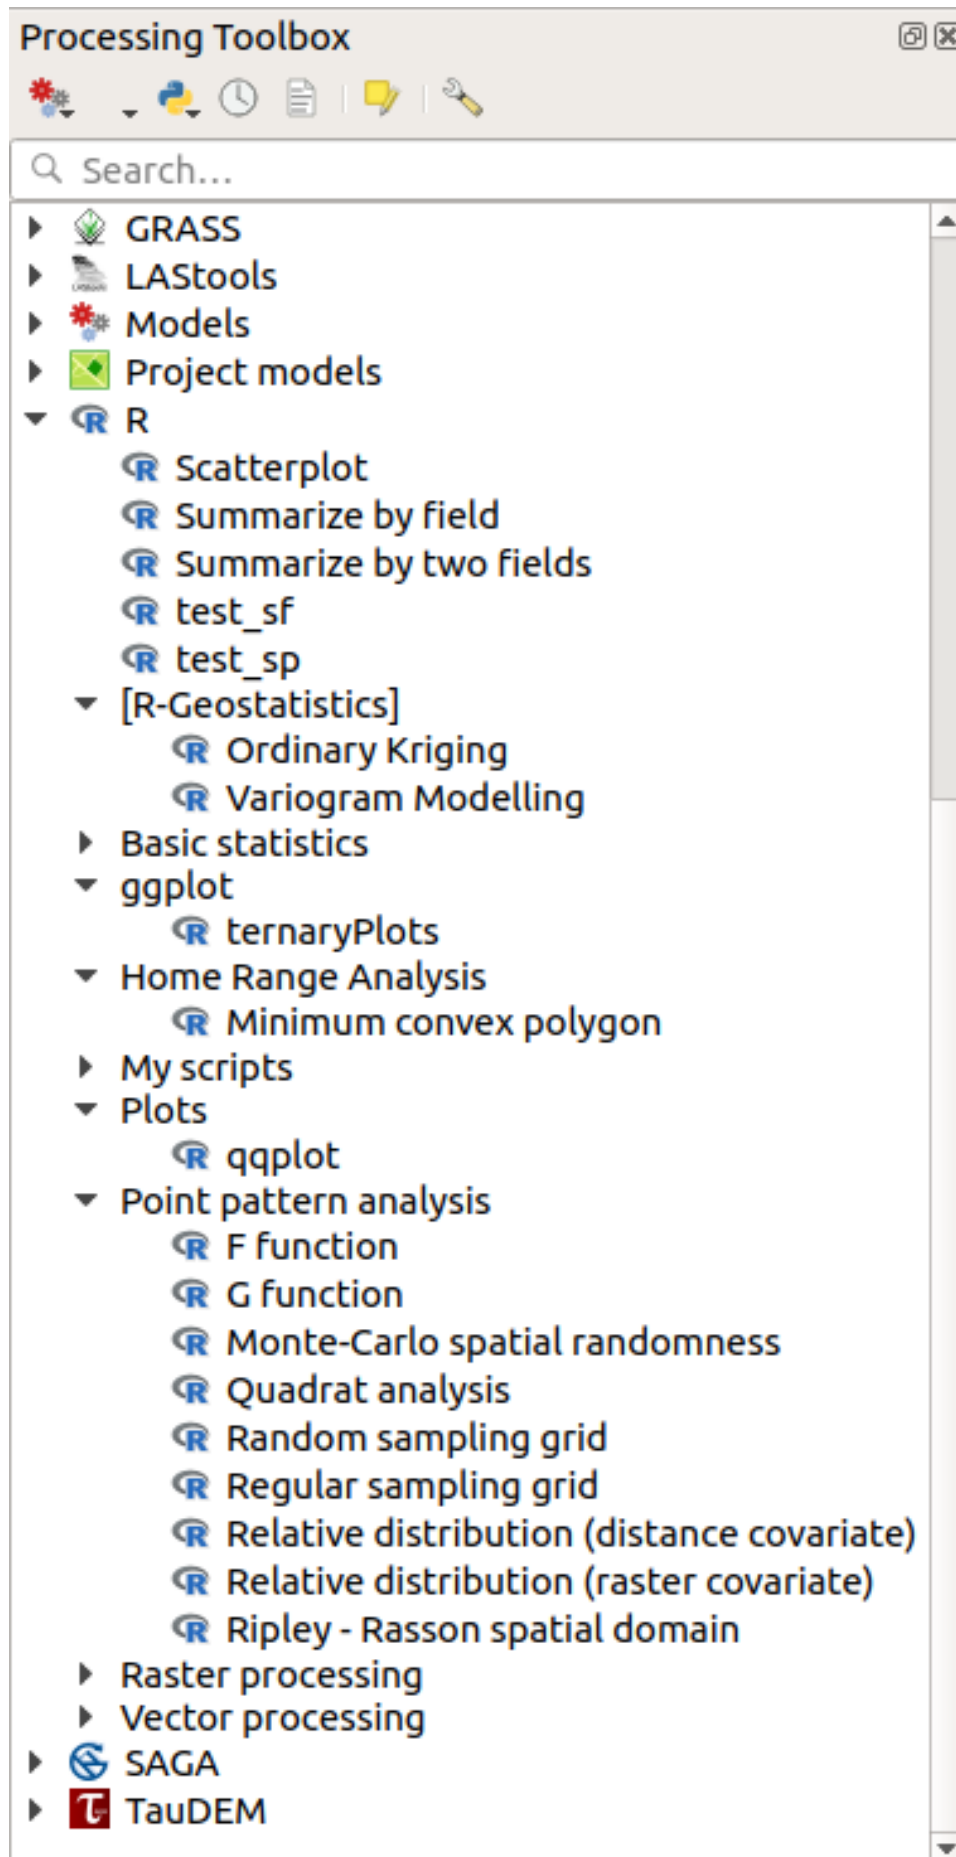 Processing Toolbox
Search...
GRASS
LAStools
Models
Project models
R
Scatterplot
Summarize by field
Summarize by two fields
test_sf
test_sp
[R-Geostatistics]
Ordinary Kriging
Variogram Modelling
Basic statistics
ggplot
ternaryPlots
Home Range Analysis
Minimum convex polygon
My scripts
Plots
qqplot
Point pattern analysis
F function
G function
Monte-Carlo spatial randomness
Quadrat analysis
Random sampling grid
Regular sampling grid
Relative distribution (distance covariate)
Relative distribution (raster covariate)
Ripley - Rasson spatial domain
Raster processing
Vector processing
SAGA
TauDEM